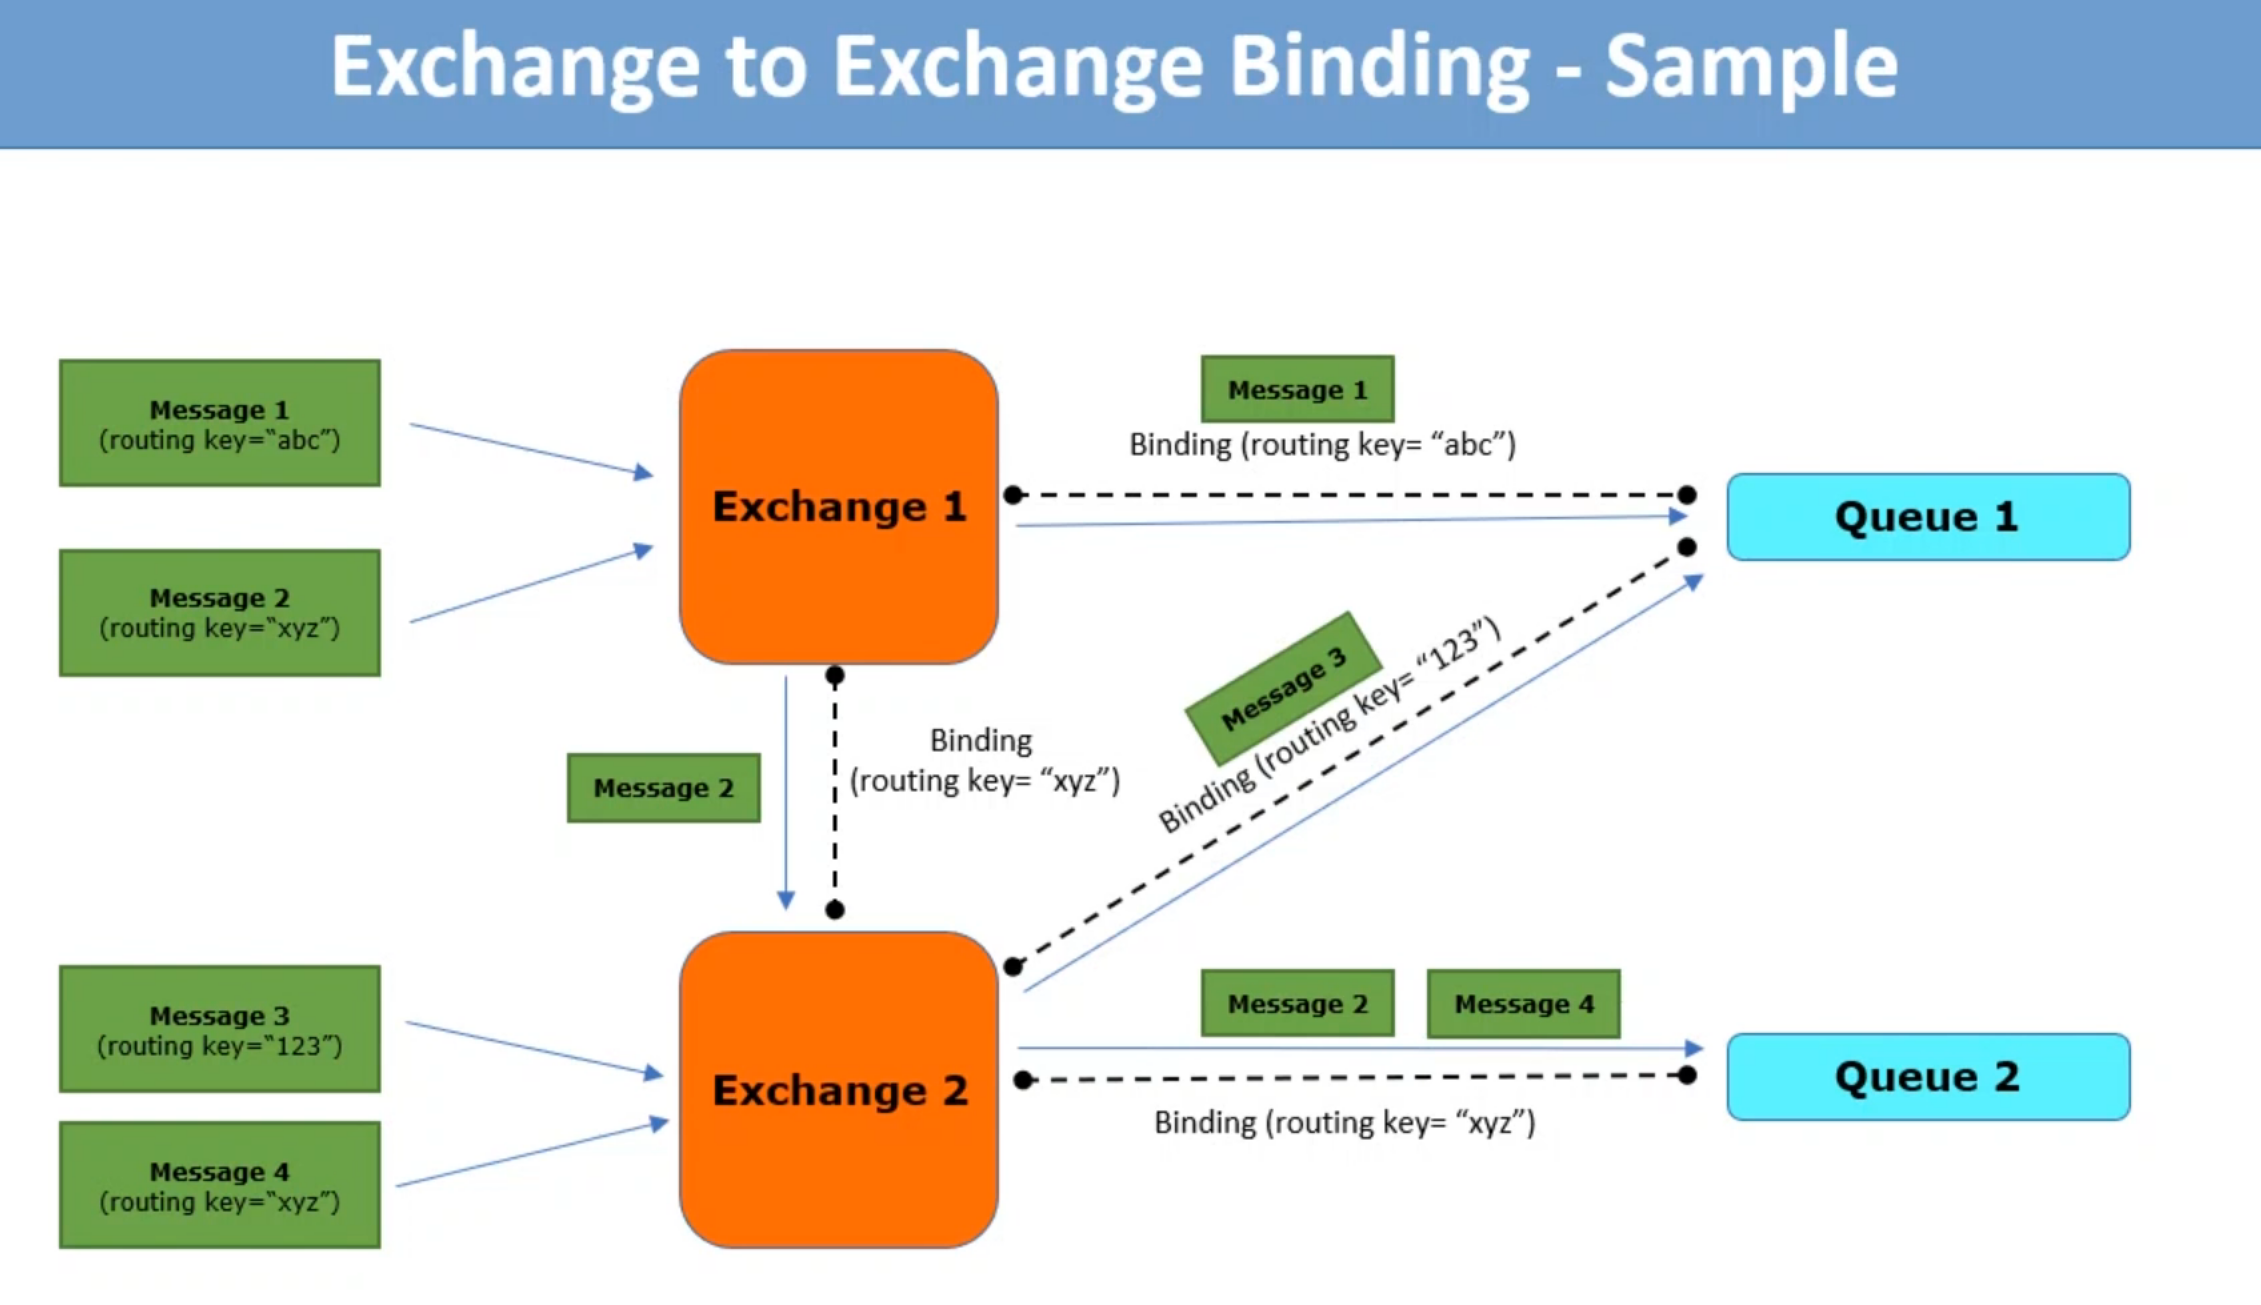 Exchange to Exchange Binding - Sample
Message 1
(routing key=“abc”)
Message 2
(routing key=“xyz”)
Exchange 1
Message 1
Binding (routing key= “abc”)
Queue 1
Message 2
Binding
(routing key= “xyz”)
Message 3
Binding (routing key= “123”)
Message 3
(routing key=“123”)
Message 4
(routing key=“xyz”)
Exchange 2
Message 2
Message 4
Binding (routing key= “xyz”)
Queue 2